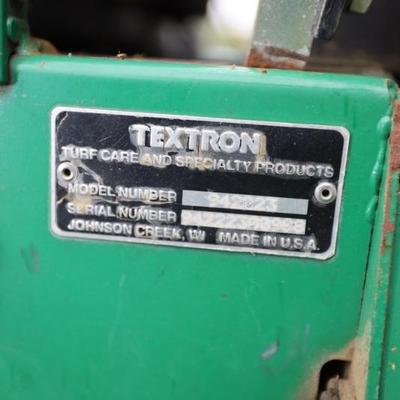 TEXTRON
TURF CARE AND SPECIALTY PRODUCTS
MODEL NUMBER
SERIAL NUMBER
JOHNSON CREEK, WI MADE IN U.S.A.